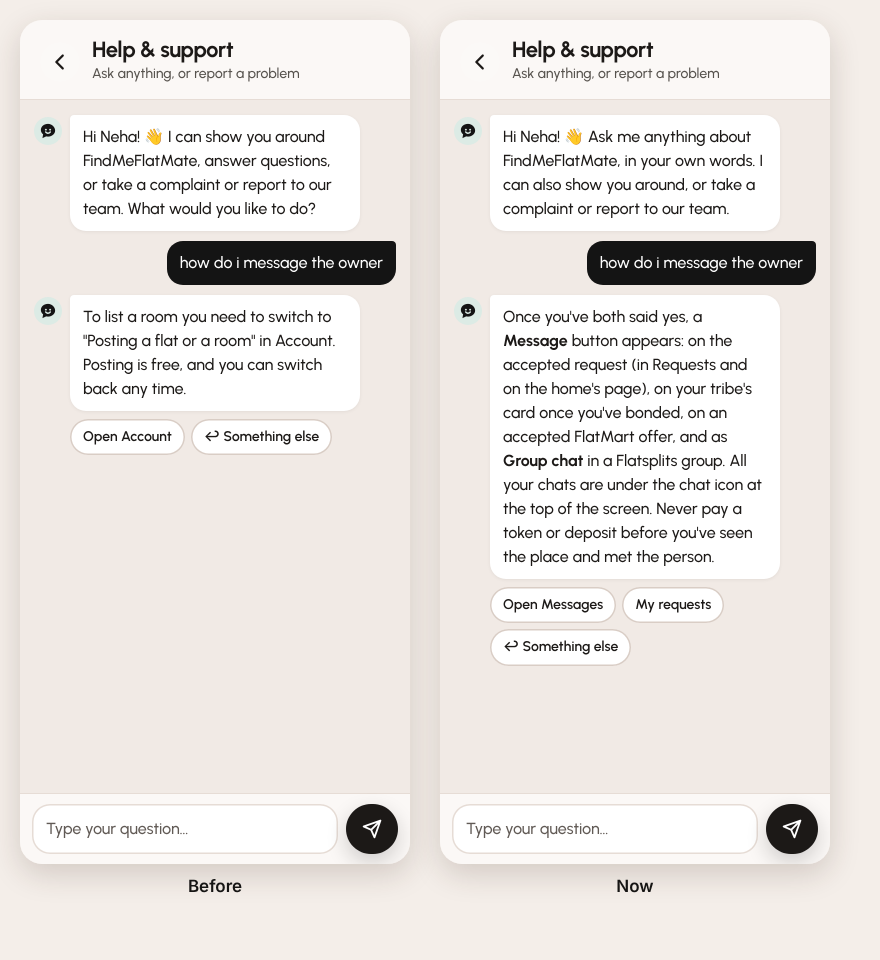 Help & support
Ask anything, or report a problem
Hi Neha! 👋 I can show you around
FindMeFlatMate, answer questions,
or take a complaint or report to our
team. What would you like to do?
how do i message the owner
To list a room you need to switch to
"Posting a flat or a room" in Account.
Posting is free, and you can switch
back any time.
Open Account
↩ Something else
Type your question...
Before
Help & support
Ask anything, or report a problem
Hi Neha! 👋 Ask me anything about
FindMeFlatMate, in your own words. I
can also show you around, or take a
complaint or report to our team.
how do i message the owner
Once you've both said yes, a
Message button appears: on the
accepted request (in Requests and
on the home's page), on your tribe's
card once you've bonded, on an
accepted FlatMart offer, and as
Group chat in a Flatsplits group. All
your chats are under the chat icon at
the top of the screen. Never pay a
token or deposit before you've seen
the place and met the person.
Open Messages
My requests
↩ Something else
Type your question...
Now